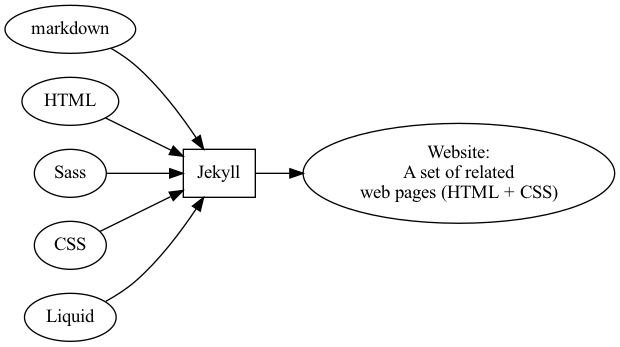 markdown
HTML
Sass
CSS
Liquid
Jekyll
Website:
A set of related
web pages (HTML + CSS)